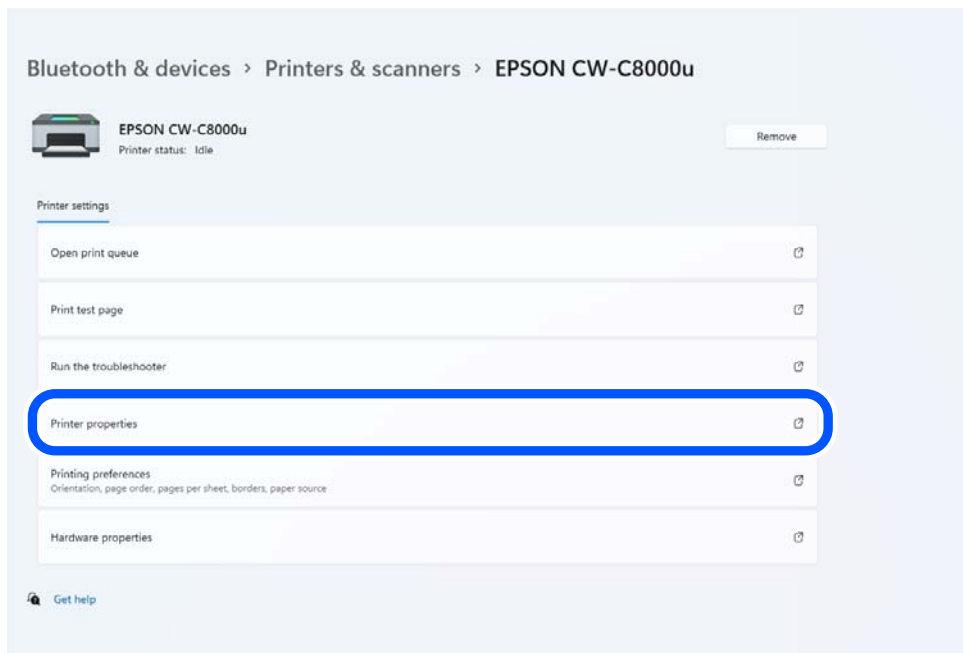 Bluetooth & devices > Printers & scanners > EPSON CW-C8000u
EPSON CW-C8000u
Printer status: Idle
Remove
Printer settings
Open print queue
Print test page
Run the troubleshooter
Printer properties
Printing preferences
Orientation, page order, pages per sheet, borders, paper source
Hardware properties
Get help